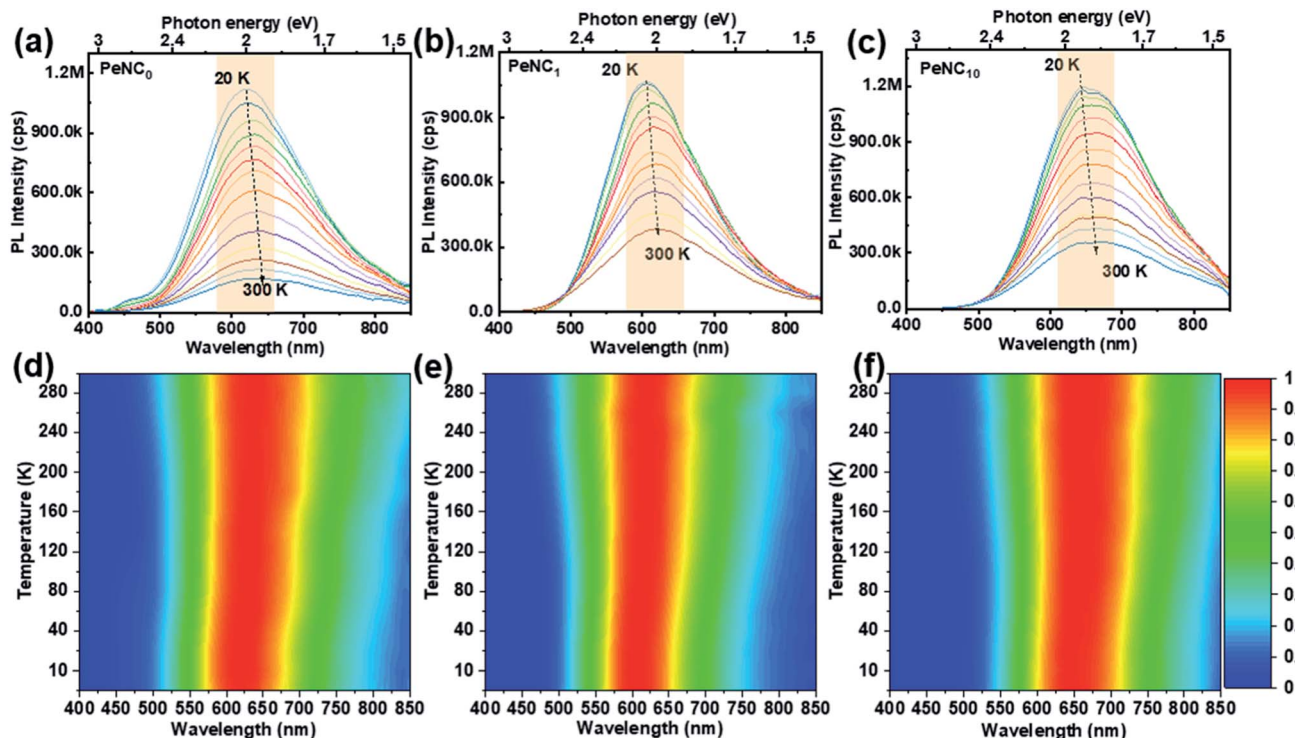 (a)
Photon energy (eV)
3 2.4 2 1.7 1.5
PeNC0
20 K
300 K
PL Intensity (cps)
1.2M
900.0k
600.0k
300.0k
0.0
400 500 600 700 800
Wavelength (nm)
(b)
Photon energy (eV)
3 2.4 2 1.7 1.5
PeNC1
20 K
300 K
PL Intensity (cps)
1.2M
900.0k
600.0k
300.0k
0.0
400 500 600 700 800
Wavelength (nm)
(c)
Photon energy (eV)
3 2.4 2 1.7 1.5
PeNC10
20 K
300 K
PL Intensity (cps)
1.2M
900.0k
600.0k
300.0k
0.0
400 500 600 700 800
Wavelength (nm)
(d)
Temperature (K)
280
240
200
160
120
80
40
10
400 450 500 550 600 650 700 750 800 850
Wavelength (nm)
(e)
Temperature (K)
280
240
200
160
120
80
40
10
400 450 500 550 600 650 700 750 800 850
Wavelength (nm)
(f)
Temperature (K)
280
240
200
160
120
80
40
10
400 450 500 550 600 650 700 750 800 850
Wavelength (nm)